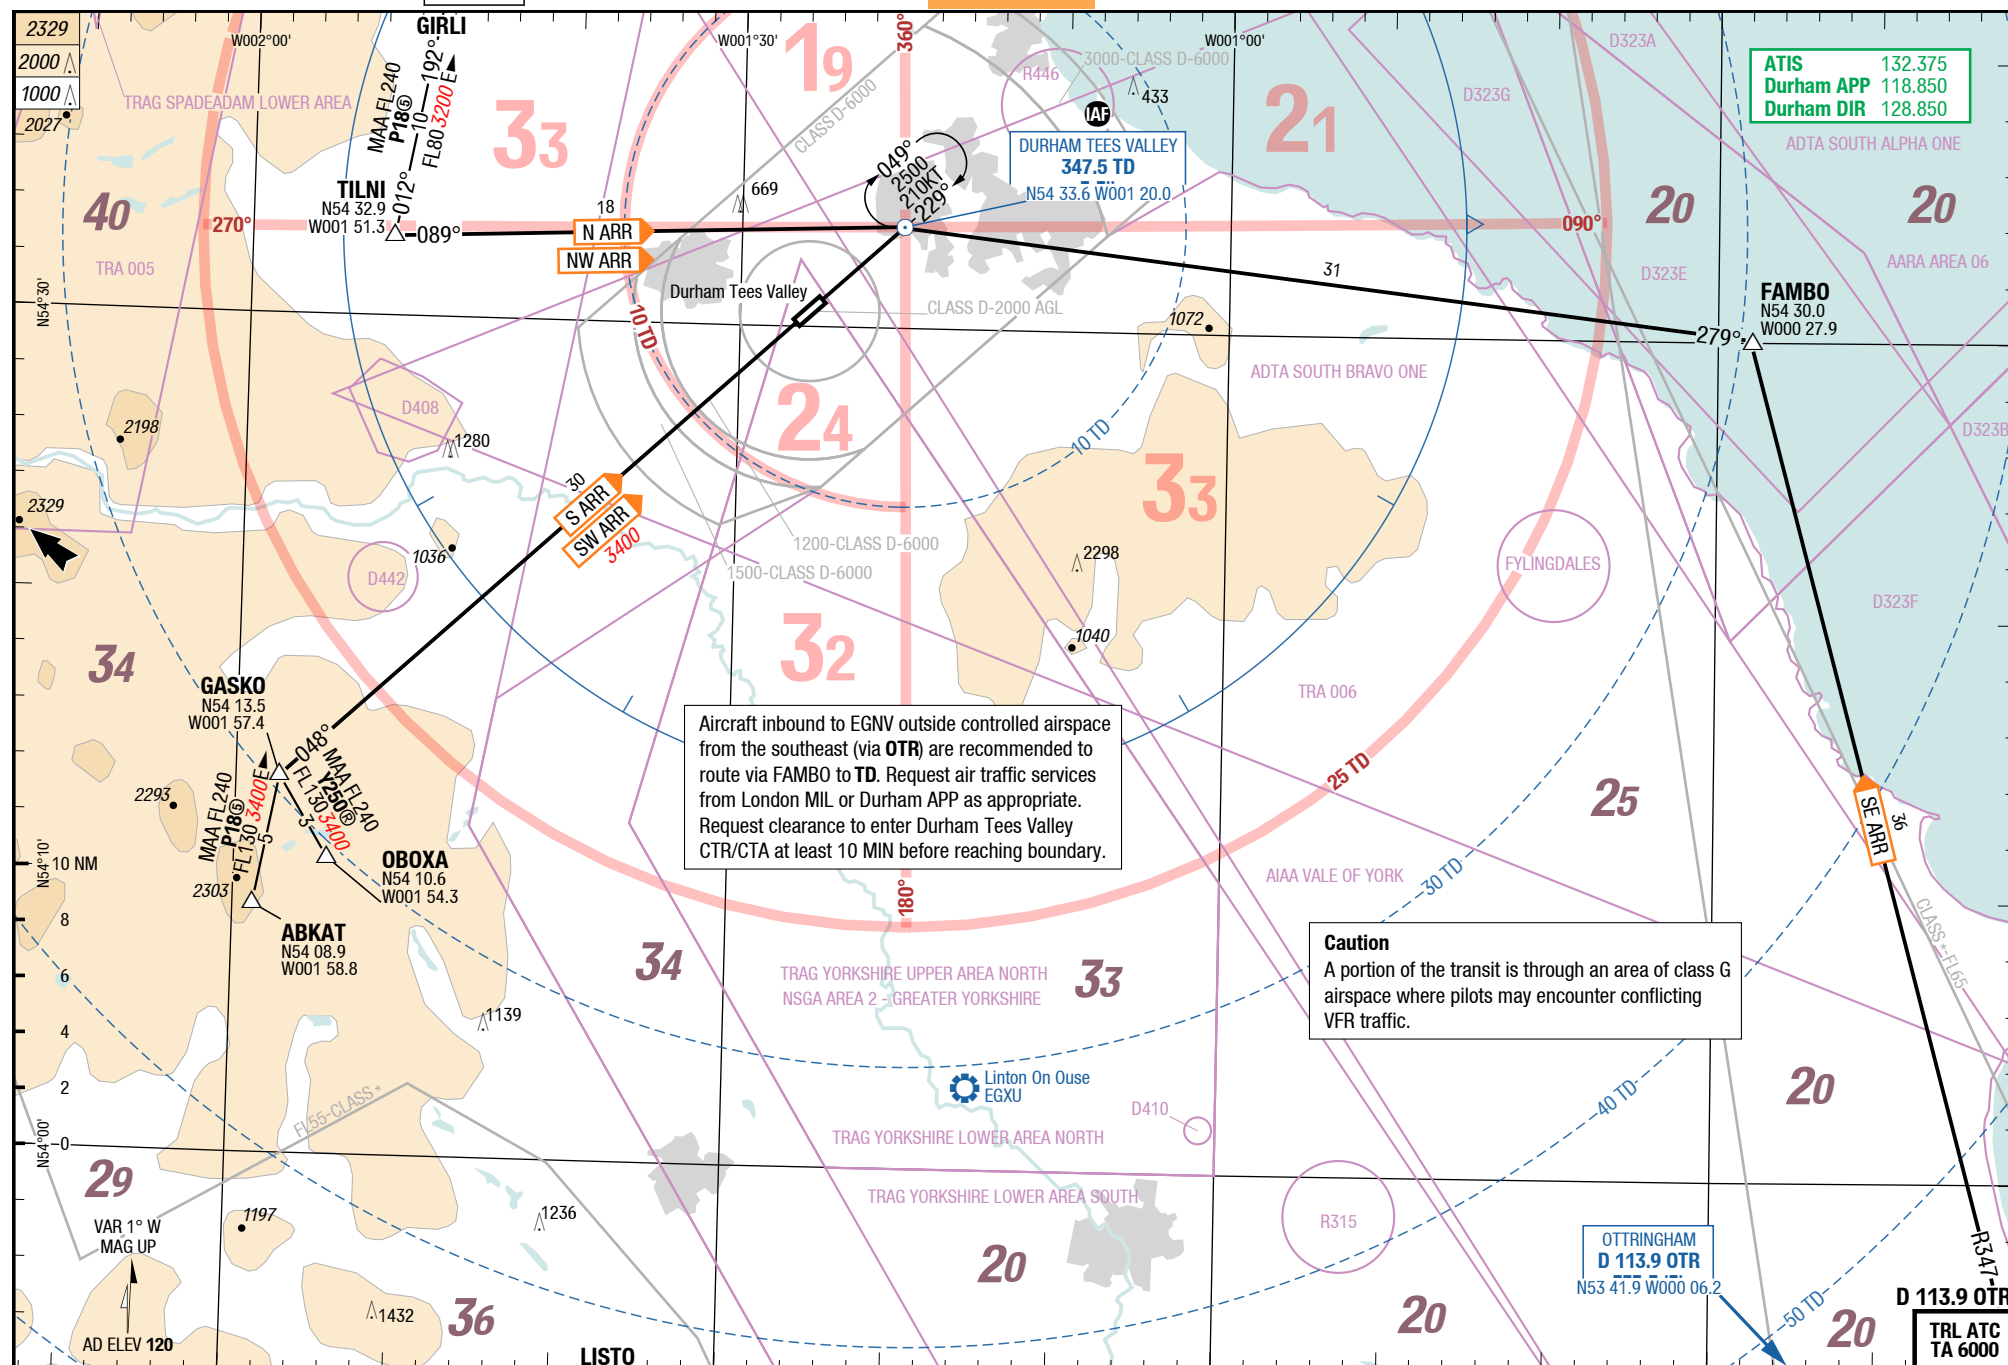 2329
2000
1000
2027
W002°00'
GIRLI
192°
MAA FL240
P18⑤
10
FL80 3200E
012°
W001°30'
360°
W001°00'
19
33
21
40
20
20
TRAG SPADEADAM LOWER AREA
CLASS D-6000
3000-CLASS D-6000
R446
433
IAF
D323A
D323G
ATIS 132.375
Durham APP 118.850
Durham DIR 128.850
ADTA SOUTH ALPHA ONE
DURHAM TEES VALLEY
347.5 TD
N54 33.6 W001 20.0
049°
2500
210KT
229°
TILNI
N54 32.9
W001 51.3
270°
089°
18
N ARR
NW ARR
669
090°
TRA 005
D323E
AARA AREA 06
31
FAMBO
N54 30.0
W000 27.9
279°
N54°30'
Durham Tees Valley
CLASS D-2000 AGL
10 TD
1072
ADTA SOUTH BRAVO ONE
D408
24
2198
1280
10 TD
D323B
33
30
S ARR
SW ARR
3400
2329
1036
1200-CLASS D-6000
1500-CLASS D-6000
2298
FYLINGDALES
D442
D323F
1040
32
34
GASKO
N54 13.5
W001 57.4
TRA 006
048°
MAA FL240
Y250Ⓡ
FL130 3400
3
MAA FL240
P18⑤
FL130 3400E
5
2293
Aircraft inbound to EGNV outside controlled airspace
from the southeast (via OTR) are recommended to
route via FAMBO to TD. Request air traffic services
from London MIL or Durham APP as appropriate.
Request clearance to enter Durham Tees Valley
CTR/CTA at least 10 MIN before reaching boundary.
25 TD
25
SE ARR
36
OBOXA
N54 10.6
W001 54.3
N54°10'
10 NM
8
6
4
2
0
2303
180°
AIAA VALE OF YORK
30 TD
ABKAT
N54 08.9
W001 58.8
CLASS *-FL65
Caution
A portion of the transit is through an area of class G
airspace where pilots may encounter conflicting
VFR traffic.
34
TRAG YORKSHIRE UPPER AREA NORTH
NSGA AREA 2 - GREATER YORKSHIRE
33
1139
Linton On Ouse
EGXU
D410
40 TD
20
FL55-CLASS *
TRAG YORKSHIRE LOWER AREA NORTH
N54°00'
29
TRAG YORKSHIRE LOWER AREA SOUTH
1197
1236
R315
VAR 1° W
MAG UP
OTTRINGHAM
D 113.9 OTR
N53 41.9 W000 06.2
R347
20
D 113.9 OTR
36
1432
20
50 TD
20
TRL ATC
TA 6000
AD ELEV 120
LISTO